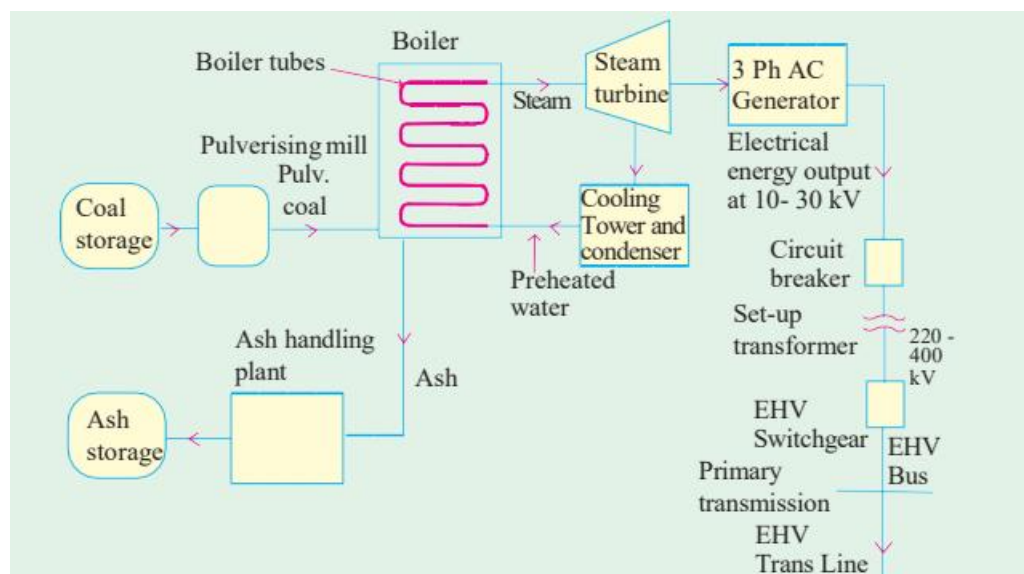 Boiler
Boiler tubes
Steam
Steam
turbine
3 Ph AC
Generator
Pulverising mill
Pulv.
coal
Coal
storage
Cooling
Tower and
condenser
Preheated
water
Electrical
energy output
at 10- 30 kV
Circuit
breaker
Set-up
transformer
220 -
400
kV
Ash handling
plant
Ash
Ash
storage
EHV
Switchgear
EHV
Bus
Primary
transmission
EHV
Trans Line